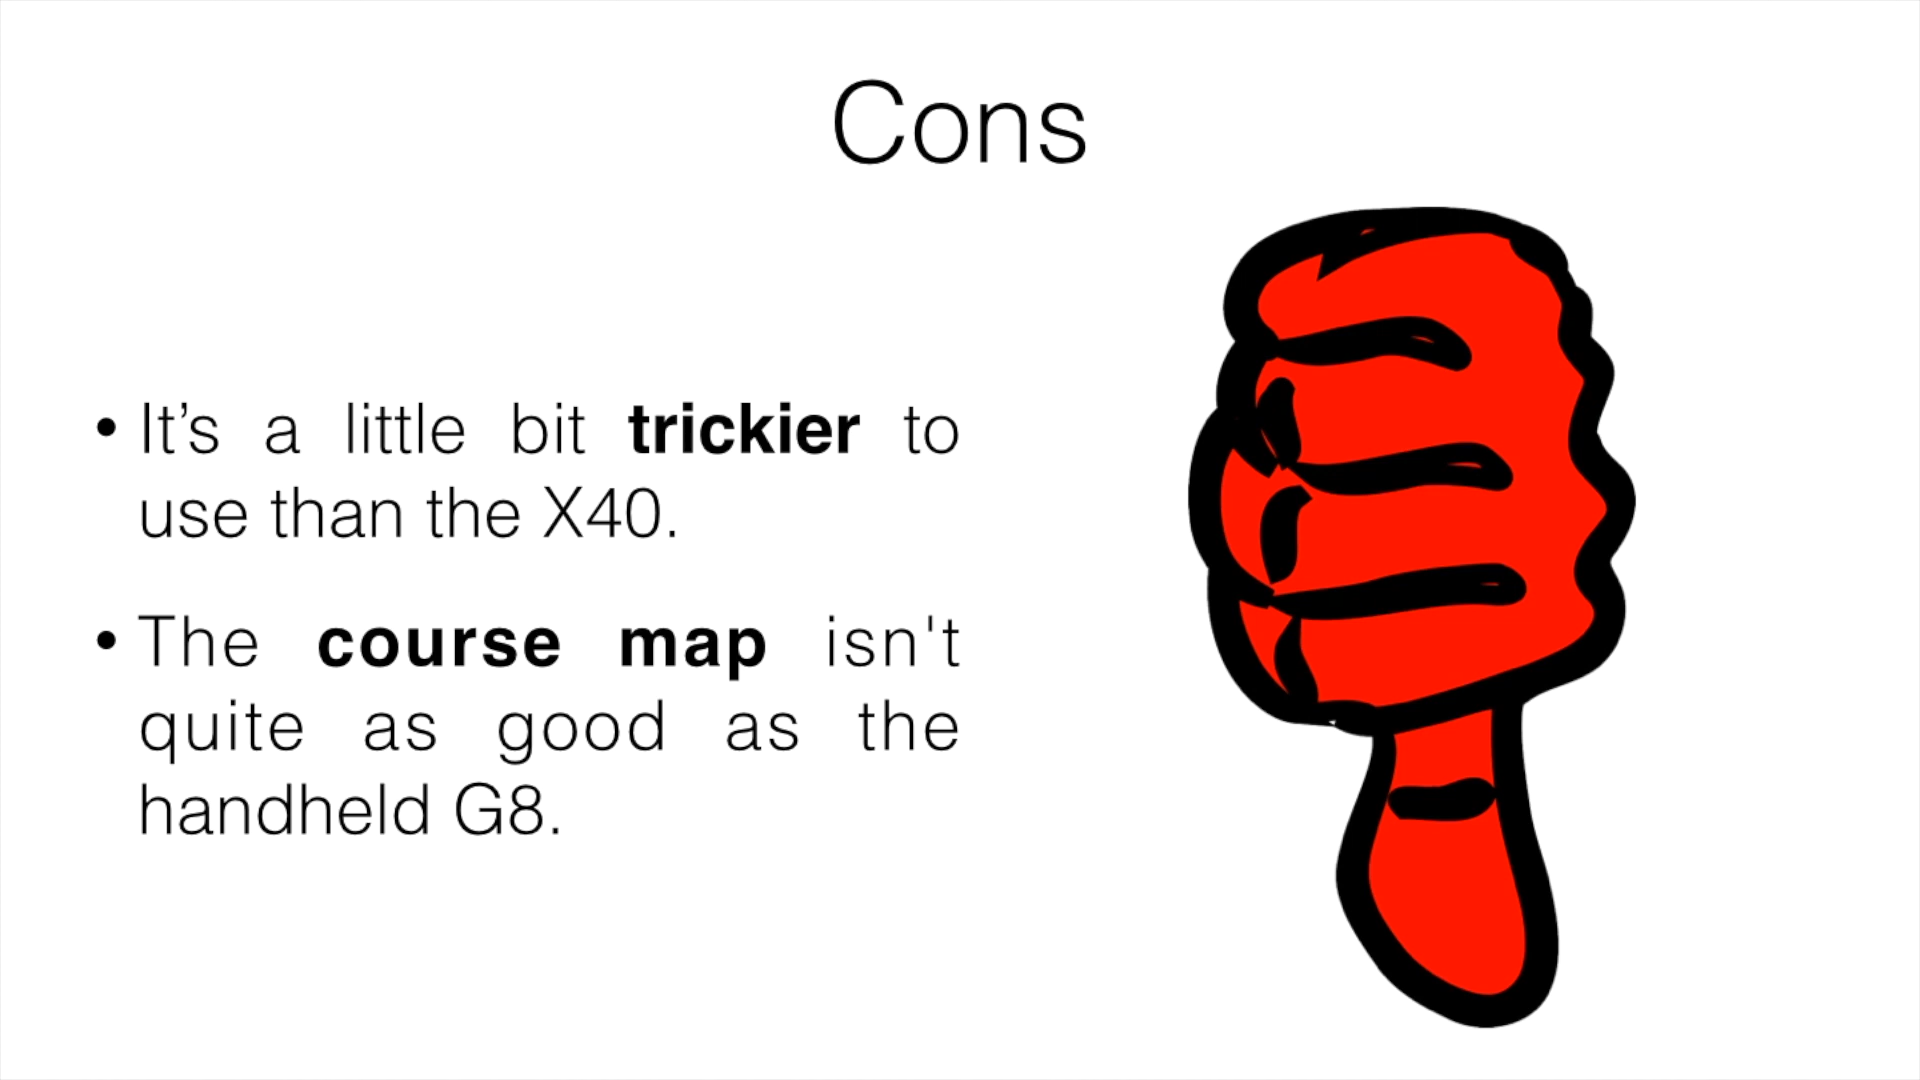 Cons
• It’s a little bit trickier to
use than the X40.
• The course map isn't
quite as good as the
handheld G8.